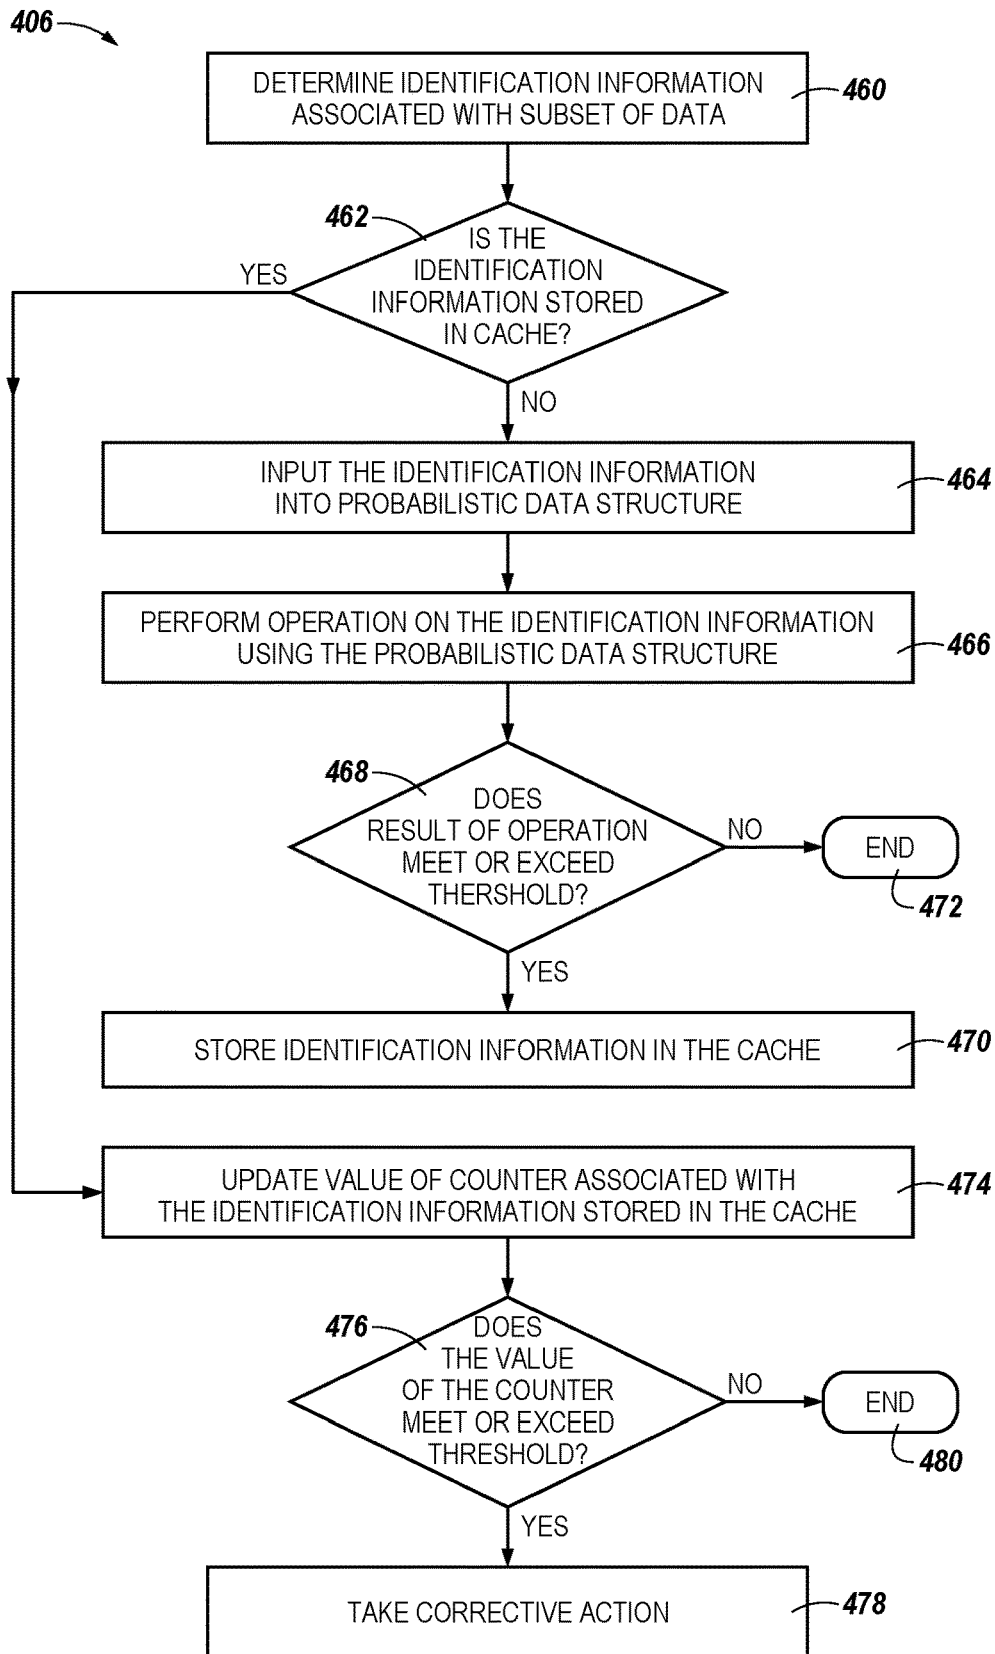 406
DETERMINE IDENTIFICATION INFORMATION
ASSOCIATED WITH SUBSET OF DATA
460
462
IS THE
IDENTIFICATION
INFORMATION STORED
IN CACHE?
YES
NO
INPUT THE IDENTIFICATION INFORMATION
INTO PROBABILISTIC DATA STRUCTURE
464
PERFORM OPERATION ON THE IDENTIFICATION INFORMATION
USING THE PROBABILISTIC DATA STRUCTURE
466
468
DOES
RESULT OF OPERATION
MEET OR EXCEED
THERSHOLD?
NO
END
472
YES
STORE IDENTIFICATION INFORMATION IN THE CACHE
470
UPDATE VALUE OF COUNTER ASSOCIATED WITH
THE IDENTIFICATION INFORMATION STORED IN THE CACHE
474
476
DOES
THE VALUE
OF THE COUNTER
MEET OR EXCEED
THRESHOLD?
NO
END
480
YES
TAKE CORRECTIVE ACTION
478